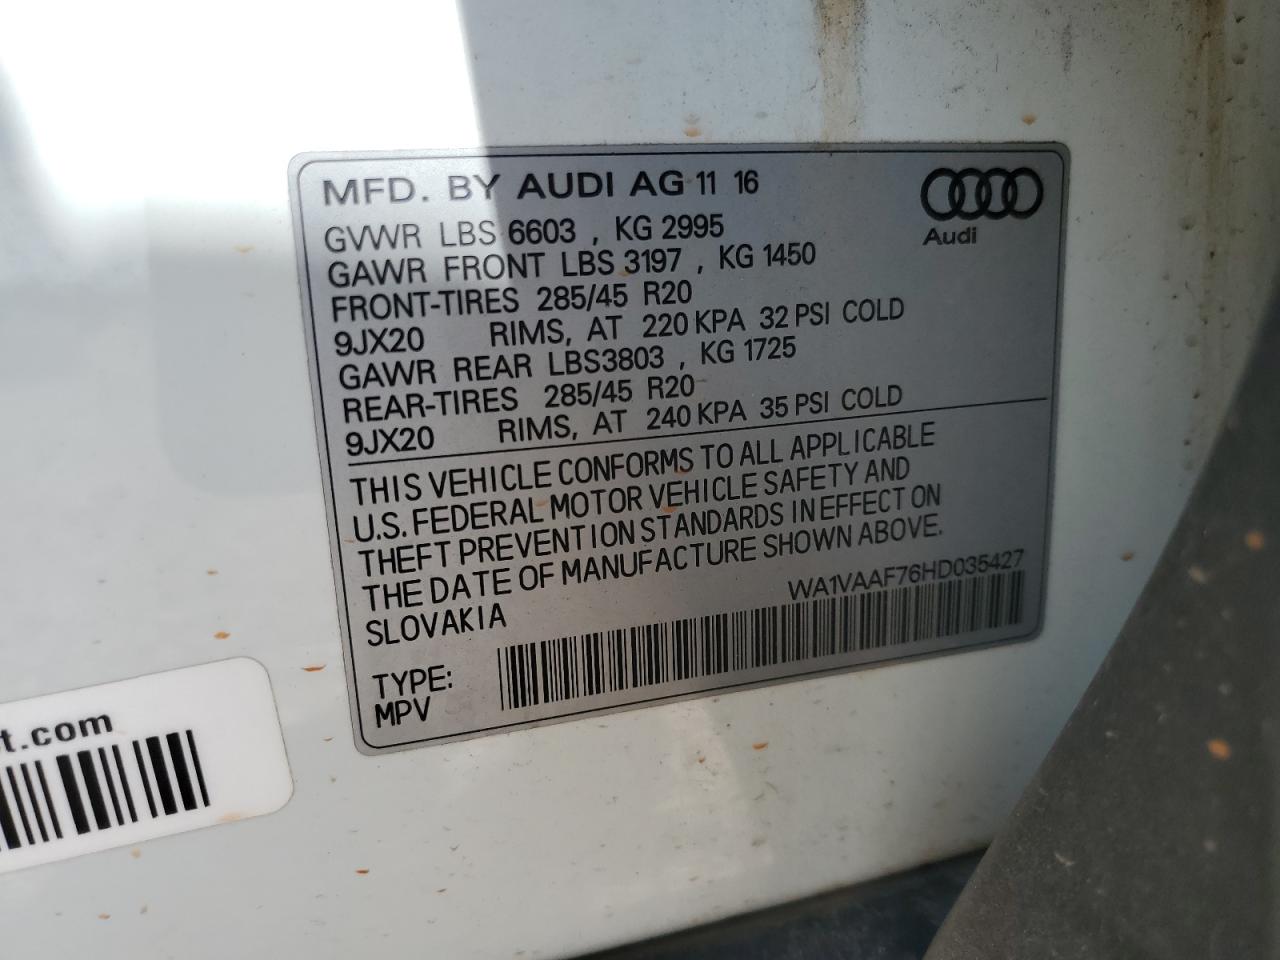 MFD. BY AUDI AG 11 16
Audi
GVWR LBS 6603 , KG 2995
GAWR FRONT LBS 3197 , KG 1450
FRONT-TIRES 285/45 R20
9JX20 RIMS, AT 220 KPA 32 PSI COLD
GAWR REAR LBS3803 , KG 1725
REAR-TIRES 285/45 R20
9JX20 RIMS, AT 240 KPA 35 PSI COLD
THIS VEHICLE CONFORMS TO ALL APPLICABLE
U.S. FEDERAL MOTOR VEHICLE SAFETY AND
THEFT PREVENTION STANDARDS IN EFFECT ON
THE DATE OF MANUFACTURE SHOWN ABOVE.
SLOVAKIA
WA1VAAF76HD035427
TYPE:
MPV
t.com